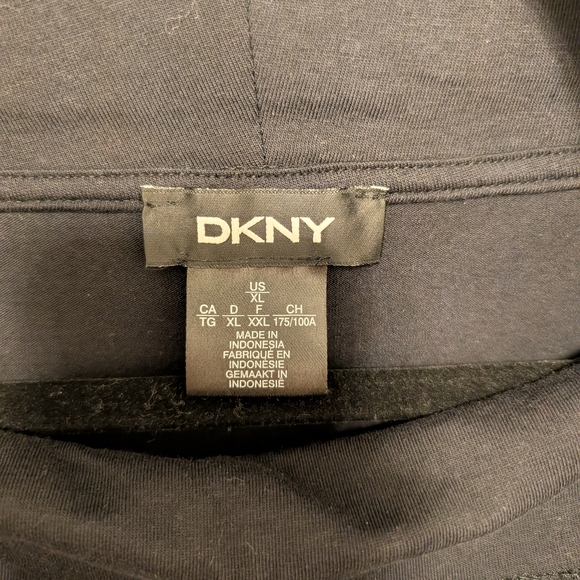 DKNY
US
XL
CA D F CH
TG XL XXL 175/100A
MADE IN
INDONESIA
FABRIQUÉ EN
INDONÉSIE
GEMAAKT IN
INDONESIË